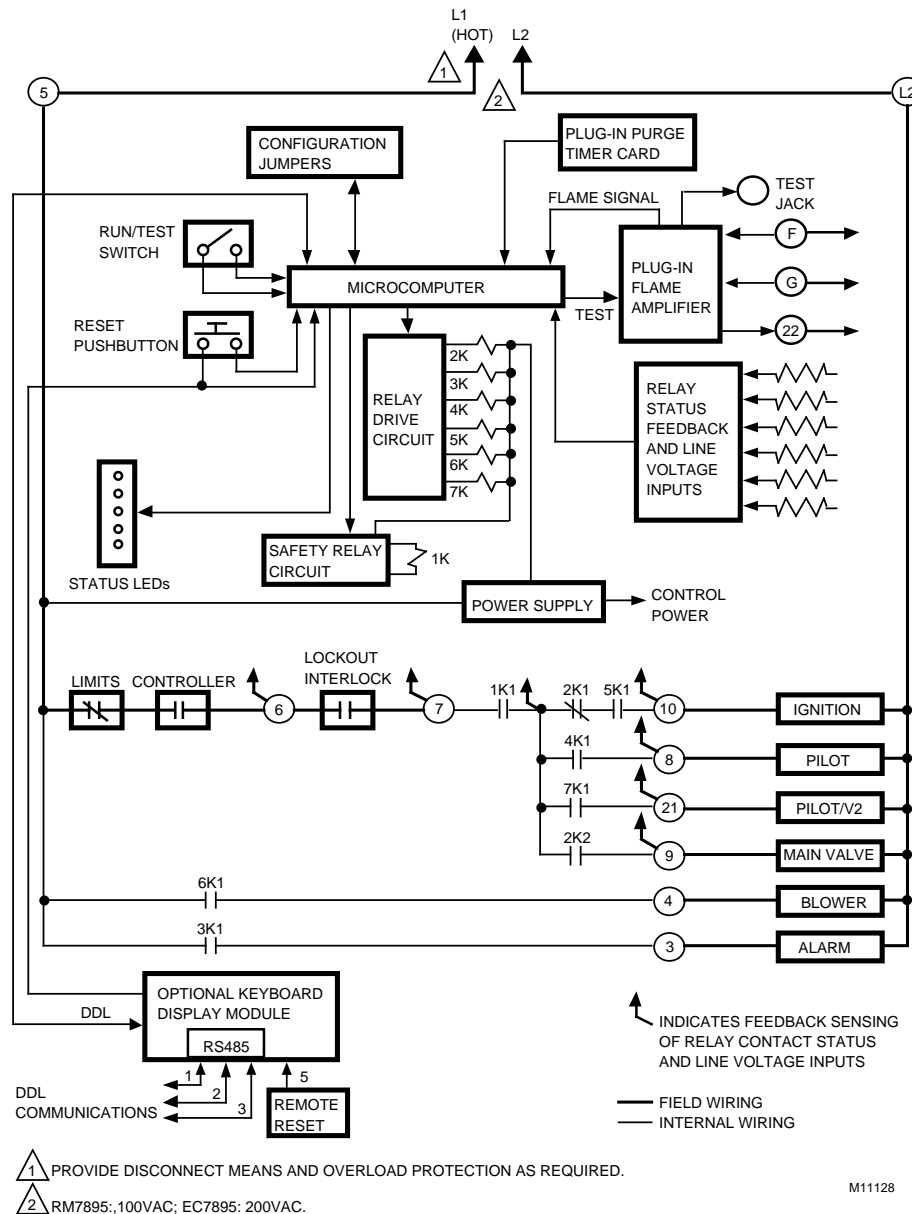 L1
(HOT)
L2
1
2
5
L2
CONFIGURATION
JUMPERS
PLUG-IN PURGE
TIMER CARD
FLAME SIGNAL
TEST
JACK
RUN/TEST
SWITCH
F
PLUG-IN
FLAME
AMPLIFIER
G
MICROCOMPUTER
TEST
22
RESET
PUSHBUTTON
RELAY
DRIVE
CIRCUIT
2K
3K
4K
5K
6K
7K
RELAY
STATUS
FEEDBACK
AND LINE
VOLTAGE
INPUTS
STATUS LEDs
SAFETY RELAY
CIRCUIT
1K
POWER SUPPLY
CONTROL
POWER
LIMITS
CONTROLLER
LOCKOUT
INTERLOCK
6
7
1K1
2K1
5K1
10
IGNITION
4K1
8
PILOT
7K1
21
PILOT/V2
2K2
9
MAIN VALVE
6K1
4
BLOWER
3K1
3
ALARM
OPTIONAL KEYBOARD
DISPLAY MODULE
DDL
RS485
1
2
3
5
DDL
COMMUNICATIONS
REMOTE
RESET
INDICATES FEEDBACK SENSING
OF RELAY CONTACT STATUS
AND LINE VOLTAGE INPUTS
FIELD WIRING
INTERNAL WIRING
1 PROVIDE DISCONNECT MEANS AND OVERLOAD PROTECTION AS REQUIRED.
2 RM7895:,100VAC; EC7895: 200VAC.
M11128